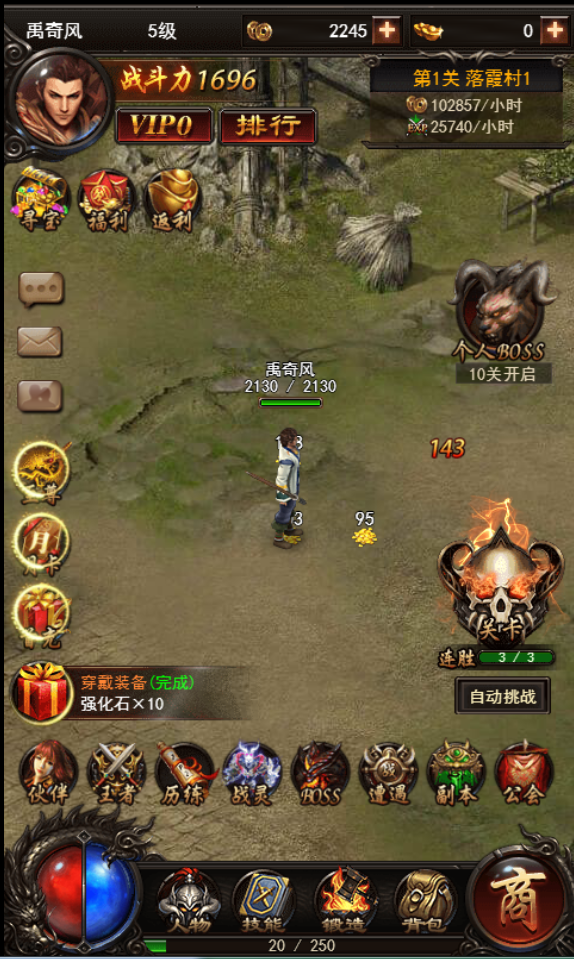 禹奇风 5级 2245 0
战斗力1696
VIP0 排行
第1关 落霞村1
102857/小时
EXP 25740/小时
寻宝 福利 返利
个人BOSS
10关开启
禹奇风
2130 / 2130
143
95
月
月卡
关卡
连胜 3 / 3
自动挑战
穿戴装备(完成)
强化石×10
伙伴 王者 历练 战灵 BOSS 遭遇 副本 公会
人物 技能 锻造 背包 商
20 / 250